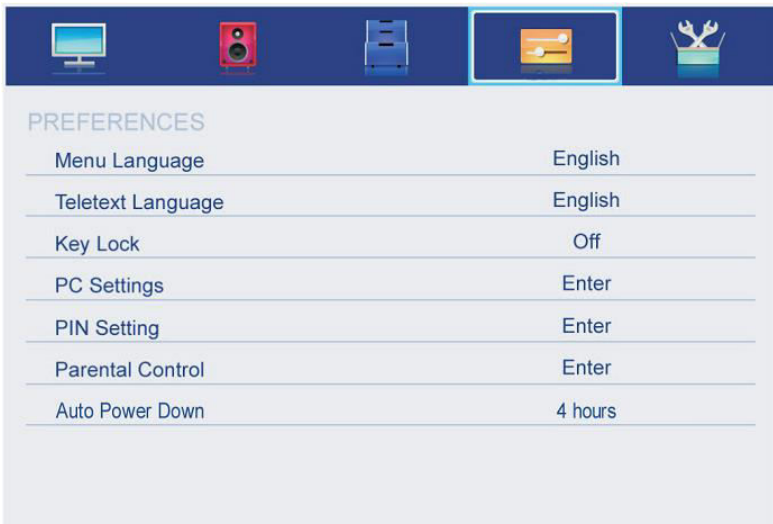 PREFERENCES
Menu Language English
Teletext Language English
Key Lock Off
PC Settings Enter
PIN Setting Enter
Parental Control Enter
Auto Power Down 4 hours